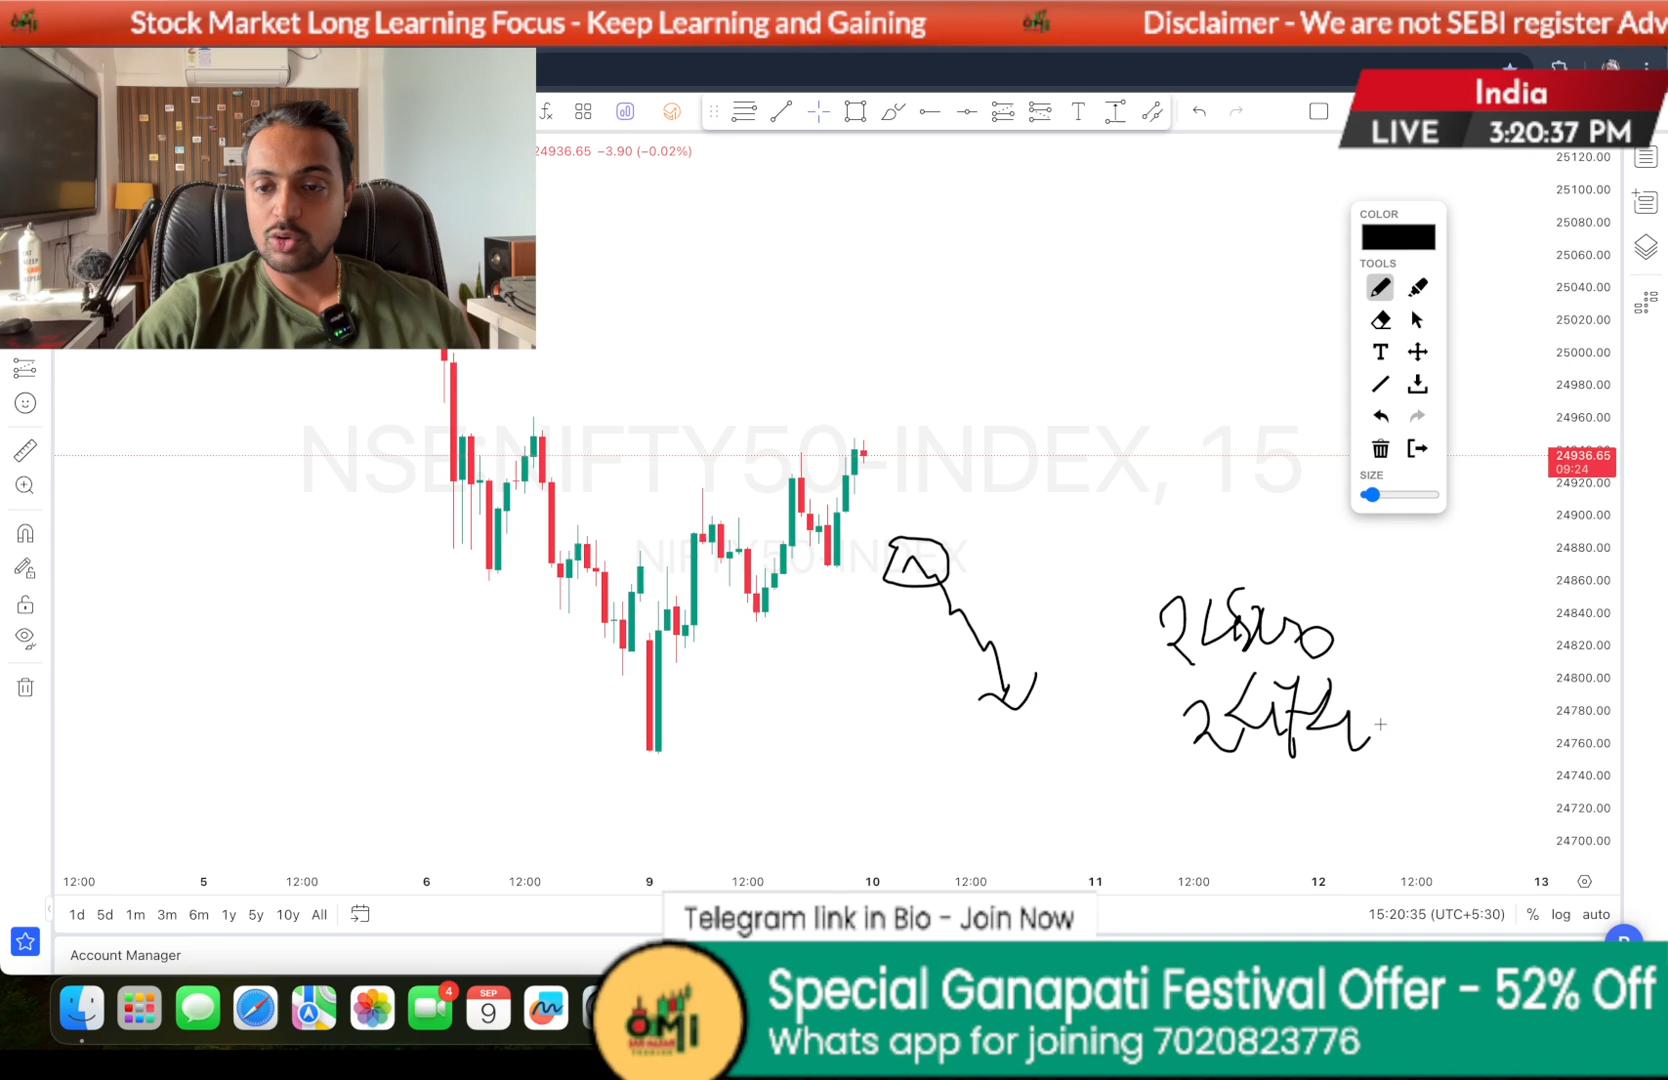 Stock Market Long Learning Focus - Keep Learning and Gaining
Disclaimer - We are not SEBI register Adv
India
LIVE 3:20:37 PM
24936.65 −3.90 (−0.02%)
NSE:NIFTY50-INDEX, 15
NIFTY50-INDEX
COLOR
TOOLS
SIZE
25120.00
25100.00
25080.00
25060.00
25040.00
25020.00
25000.00
24980.00
24960.00
24940.00
24936.65
09:24
24920.00
24900.00
24880.00
24860.00
24840.00
24820.00
24800.00
24780.00
24760.00
24740.00
24720.00
24700.00
12:00 5 12:00 6 12:00 9 12:00 10 12:00 11 12:00 12 12:00 13
1d 5d 1m 3m 6m 1y 5y 10y All
15:20:35 (UTC+5:30) % log auto
Telegram link in Bio - Join Now
Account Manager
4
SEP
9
OMI
Special Ganapati Festival Offer - 52% Off
Whats app for joining 7020823776